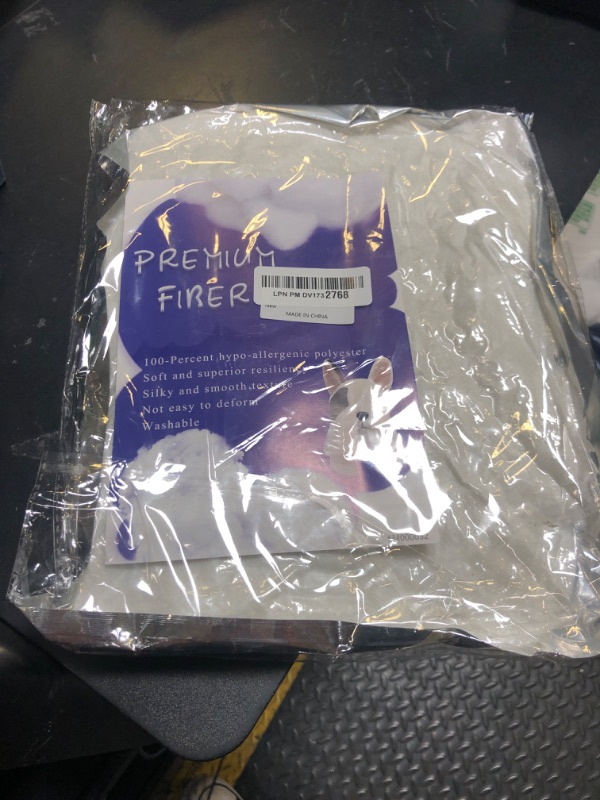 PREMIUM
FIBER
LPN PM DV1732768
MADE IN CHINA
100-Percent hypo-allergenic polyester
Soft and superior resilience
Silky and smooth texture
Not easy to deform
Washable